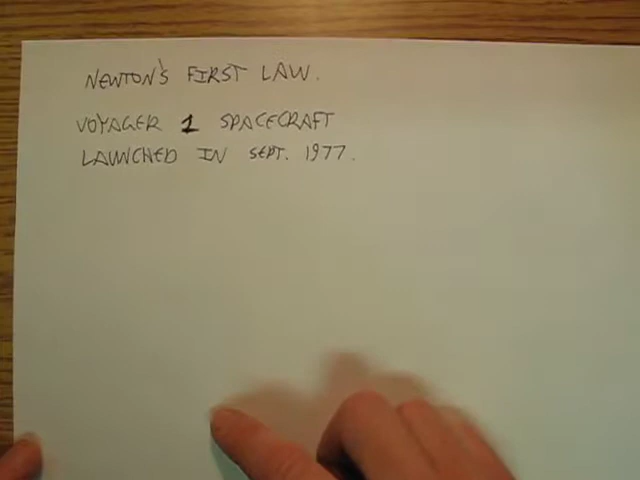 NEWTON'S FIRST LAW.
VOYAGER 1 SPACECRAFT
LAUNCHED IN SEPT. 1977.